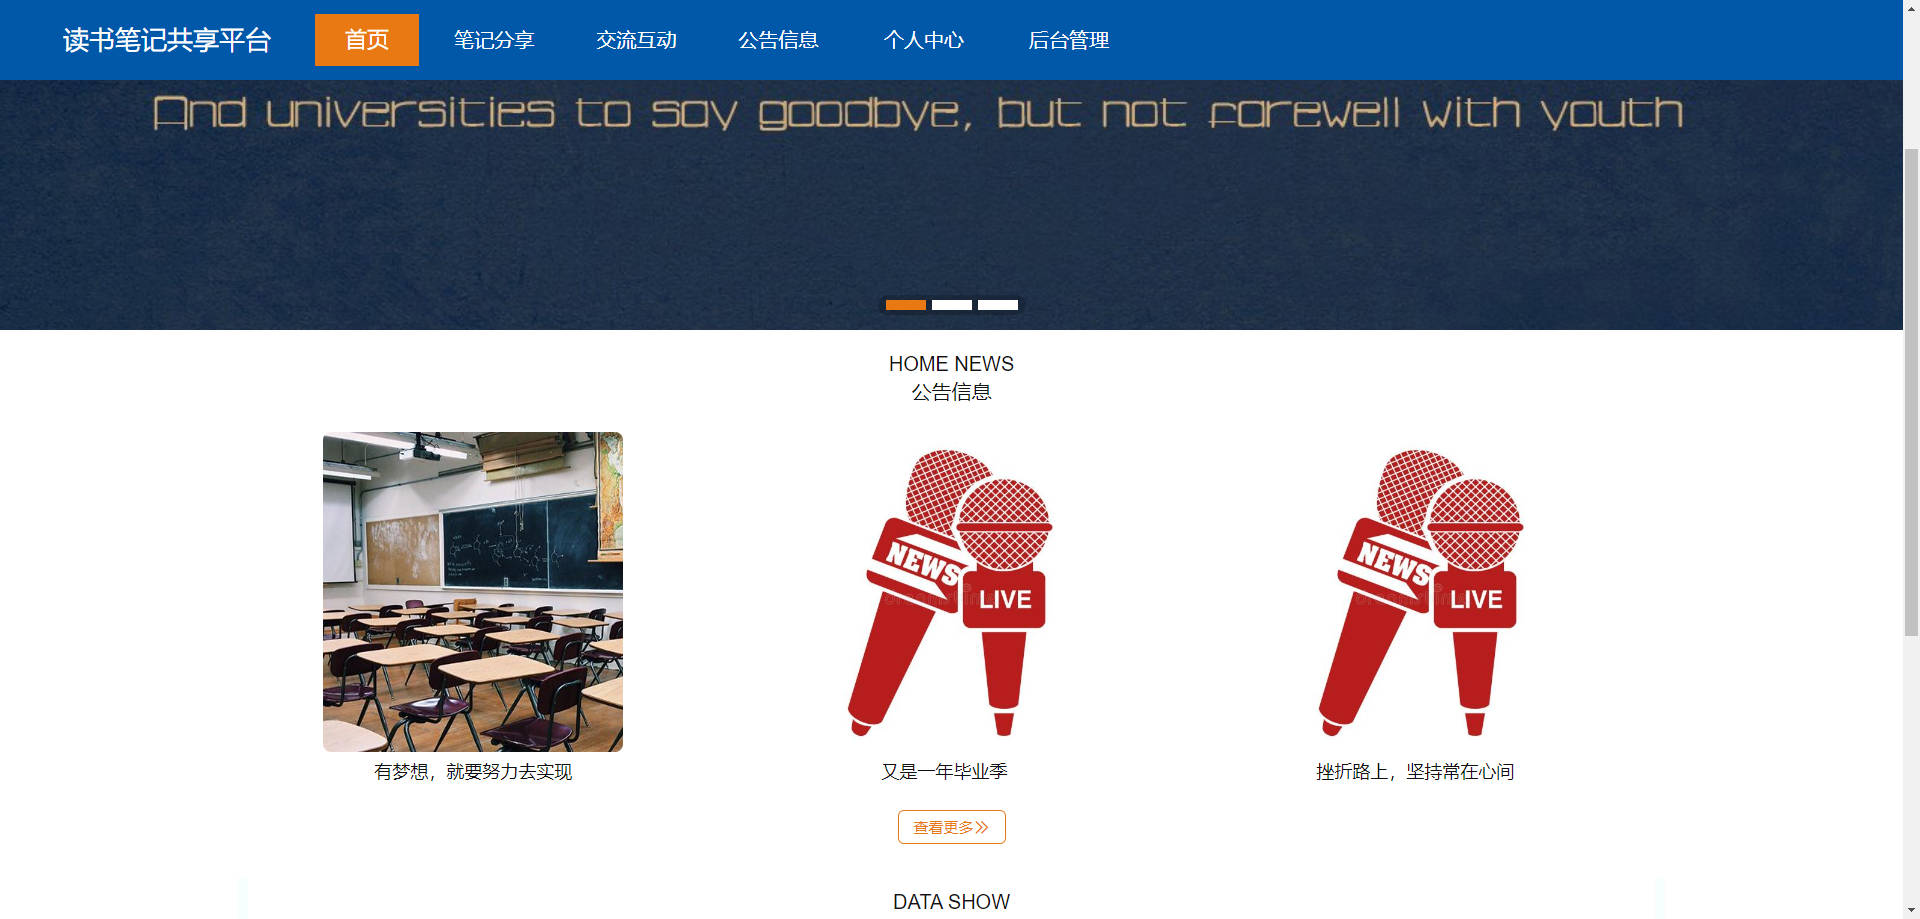 读书笔记共享平台 首页 笔记分享 交流互动 公告信息 个人中心 后台管理
And universities to say goodbye, but not farewell with youth
HOME NEWS
公告信息
NEWS LIVE
NEWS LIVE
有梦想，就要努力去实现 又是一年毕业季 挫折路上，坚持常在心间
查看更多
DATA SHOW